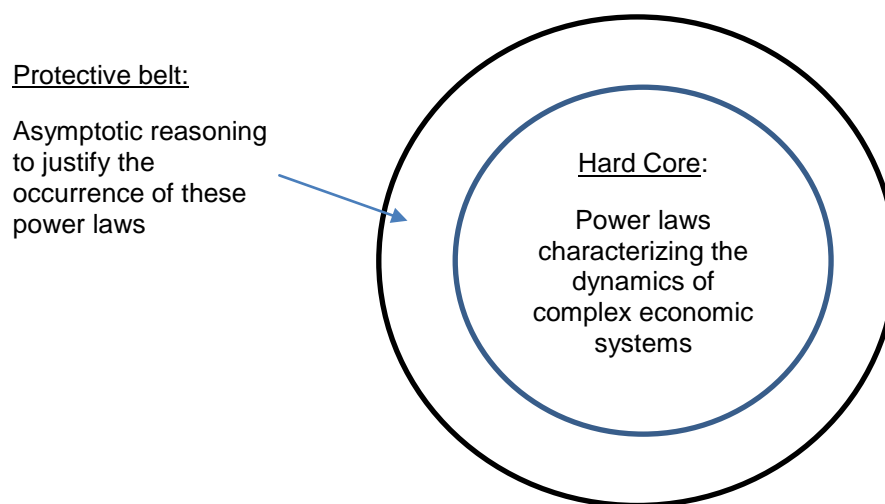 Protective belt:
Asymptotic reasoning
to justify the
occurrence of these
power laws
Hard Core:
Power laws
characterizing the
dynamics of
complex economic
systems